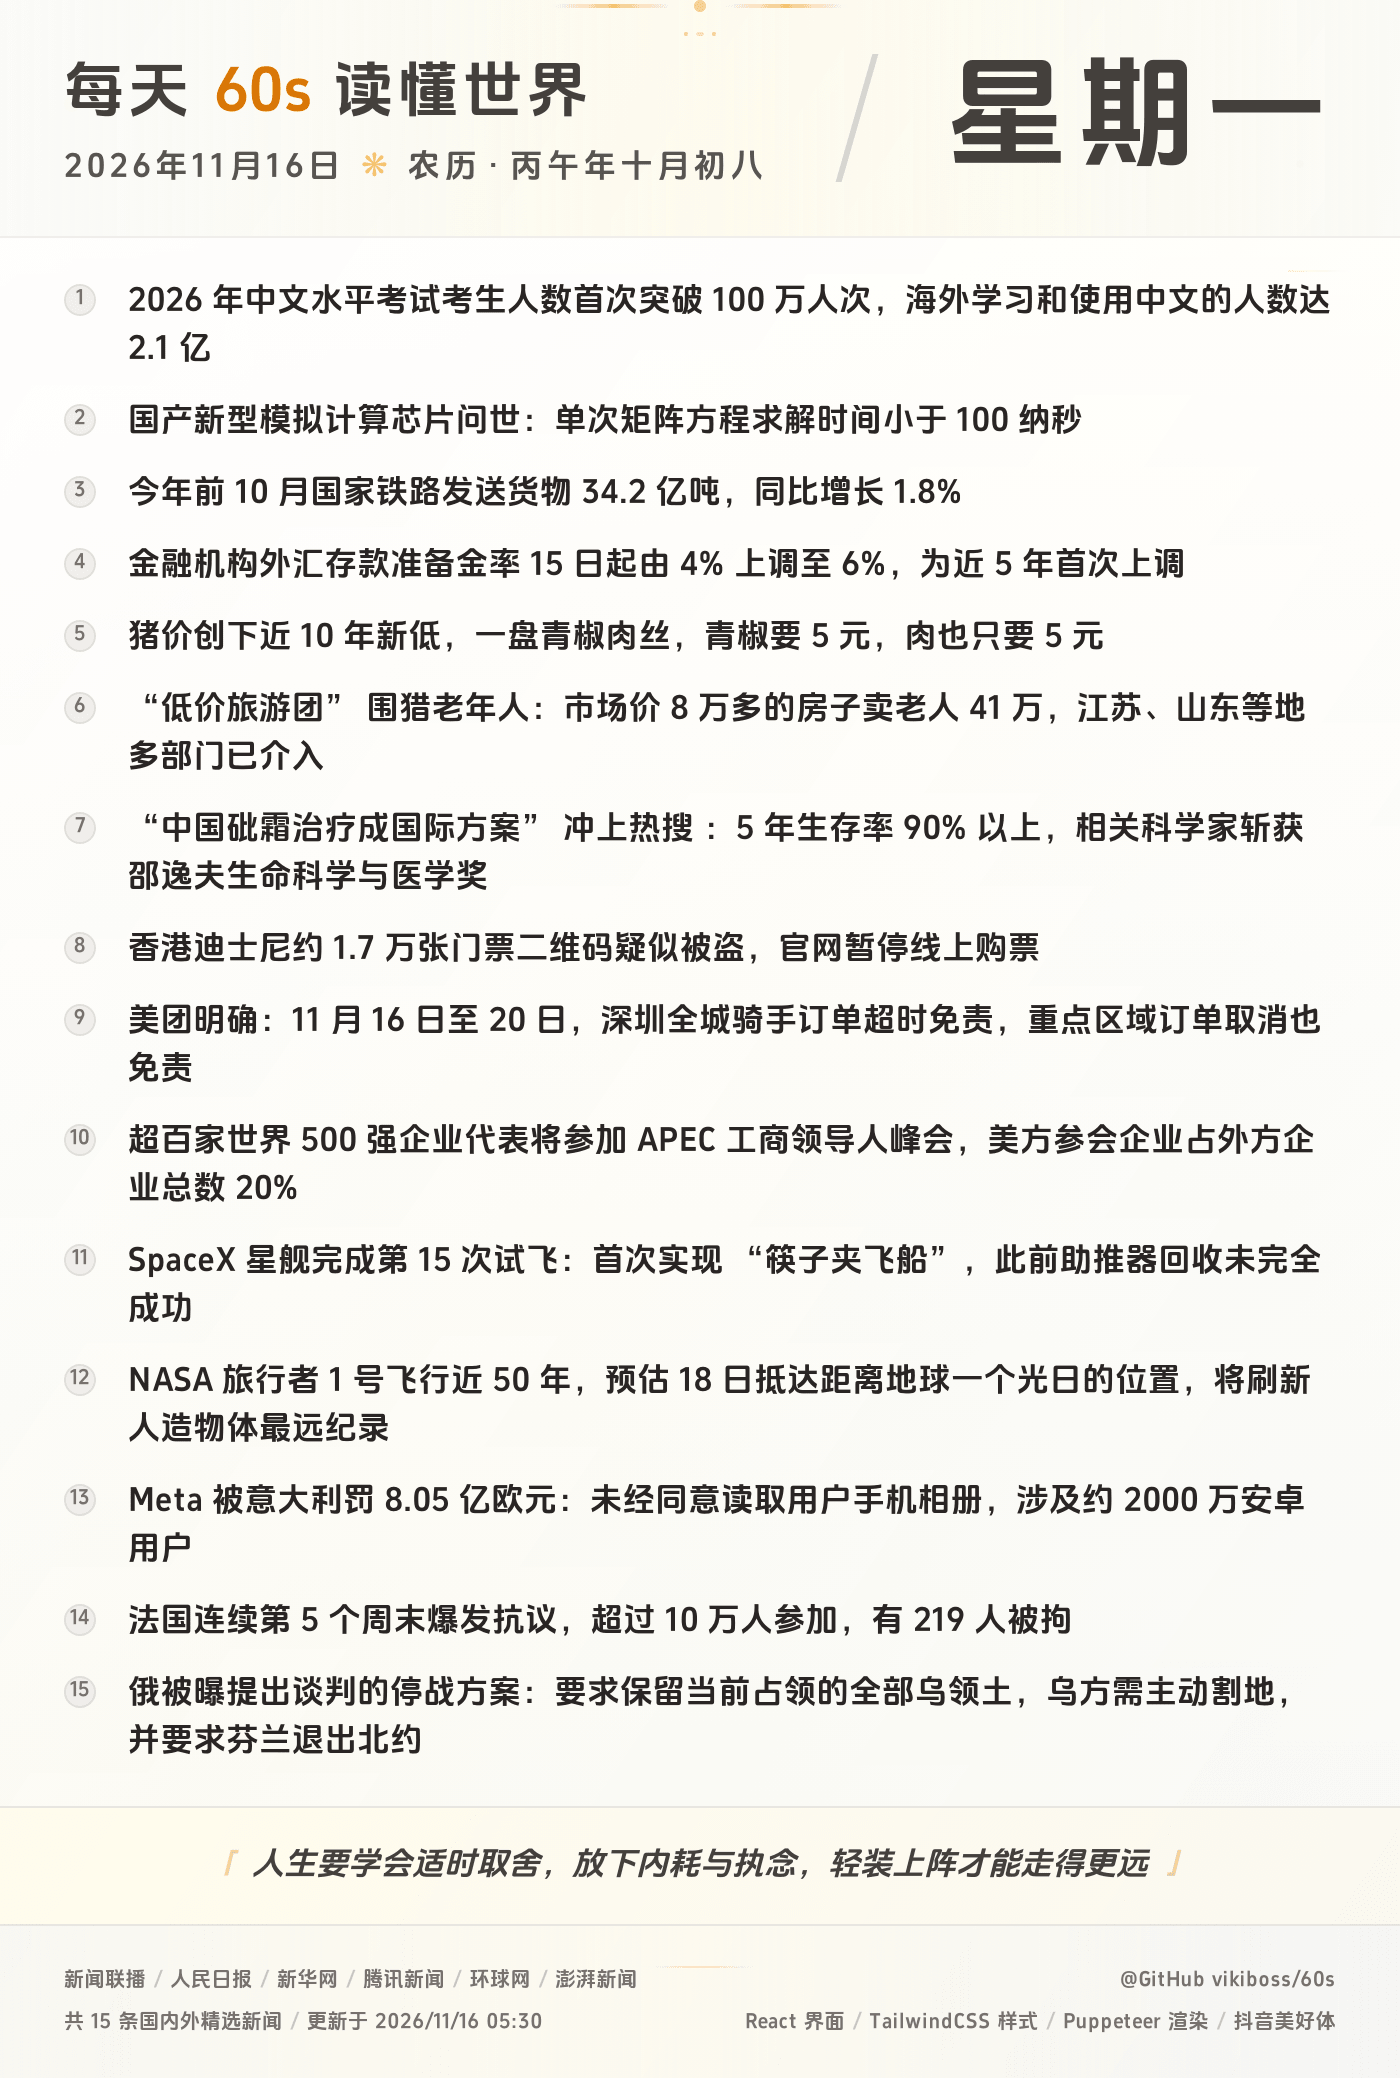 每天 60s 读懂世界
星期一
2026年11月16日 ❋ 农历 · 丙午年十月初八
1 2026 年中文水平考试考生人数首次突破 100 万人次，海外学习和使用中文的人数达
2.1 亿
2 国产新型模拟计算芯片问世：单次矩阵方程求解时间小于 100 纳秒
3 今年前 10 月国家铁路发送货物 34.2 亿吨，同比增长 1.8%
4 金融机构外汇存款准备金率 15 日起由 4% 上调至 6%，为近 5 年首次上调
5 猪价创下近 10 年新低，一盘青椒肉丝，青椒要 5 元，肉也只要 5 元
6 “低价旅游团” 围猎老年人：市场价 8 万多的房子卖老人 41 万，江苏、山东等地
多部门已介入
7 “中国砒霜治疗成国际方案” 冲上热搜 ：5 年生存率 90% 以上，相关科学家斩获
邵逸夫生命科学与医学奖
8 香港迪士尼约 1.7 万张门票二维码疑似被盗，官网暂停线上购票
9 美团明确：11 月 16 日至 20 日，深圳全城骑手订单超时免责，重点区域订单取消也
免责
10 超百家世界 500 强企业代表将参加 APEC 工商领导人峰会，美方参会企业占外方企
业总数 20%
11 SpaceX 星舰完成第 15 次试飞：首次实现 “筷子夹飞船” ，此前助推器回收未完全
成功
12 NASA 旅行者 1 号飞行近 50 年，预估 18 日抵达距离地球一个光日的位置，将刷新
人造物体最远纪录
13 Meta 被意大利罚 8.05 亿欧元：未经同意读取用户手机相册，涉及约 2000 万安卓
用户
14 法国连续第 5 个周末爆发抗议，超过 10 万人参加，有 219 人被拘
15 俄被曝提出谈判的停战方案：要求保留当前占领的全部乌领土，乌方需主动割地，
并要求芬兰退出北约
「 人生要学会适时取舍，放下内耗与执念，轻装上阵才能走得更远 」
新闻联播 / 人民日报 / 新华网 / 腾讯新闻 / 环球网 / 澎湃新闻
@GitHub vikiboss/60s
共 15 条国内外精选新闻 / 更新于 2026/11/16 05:30
React 界面 / TailwindCSS 样式 / Puppeteer 渲染 / 抖音美好体